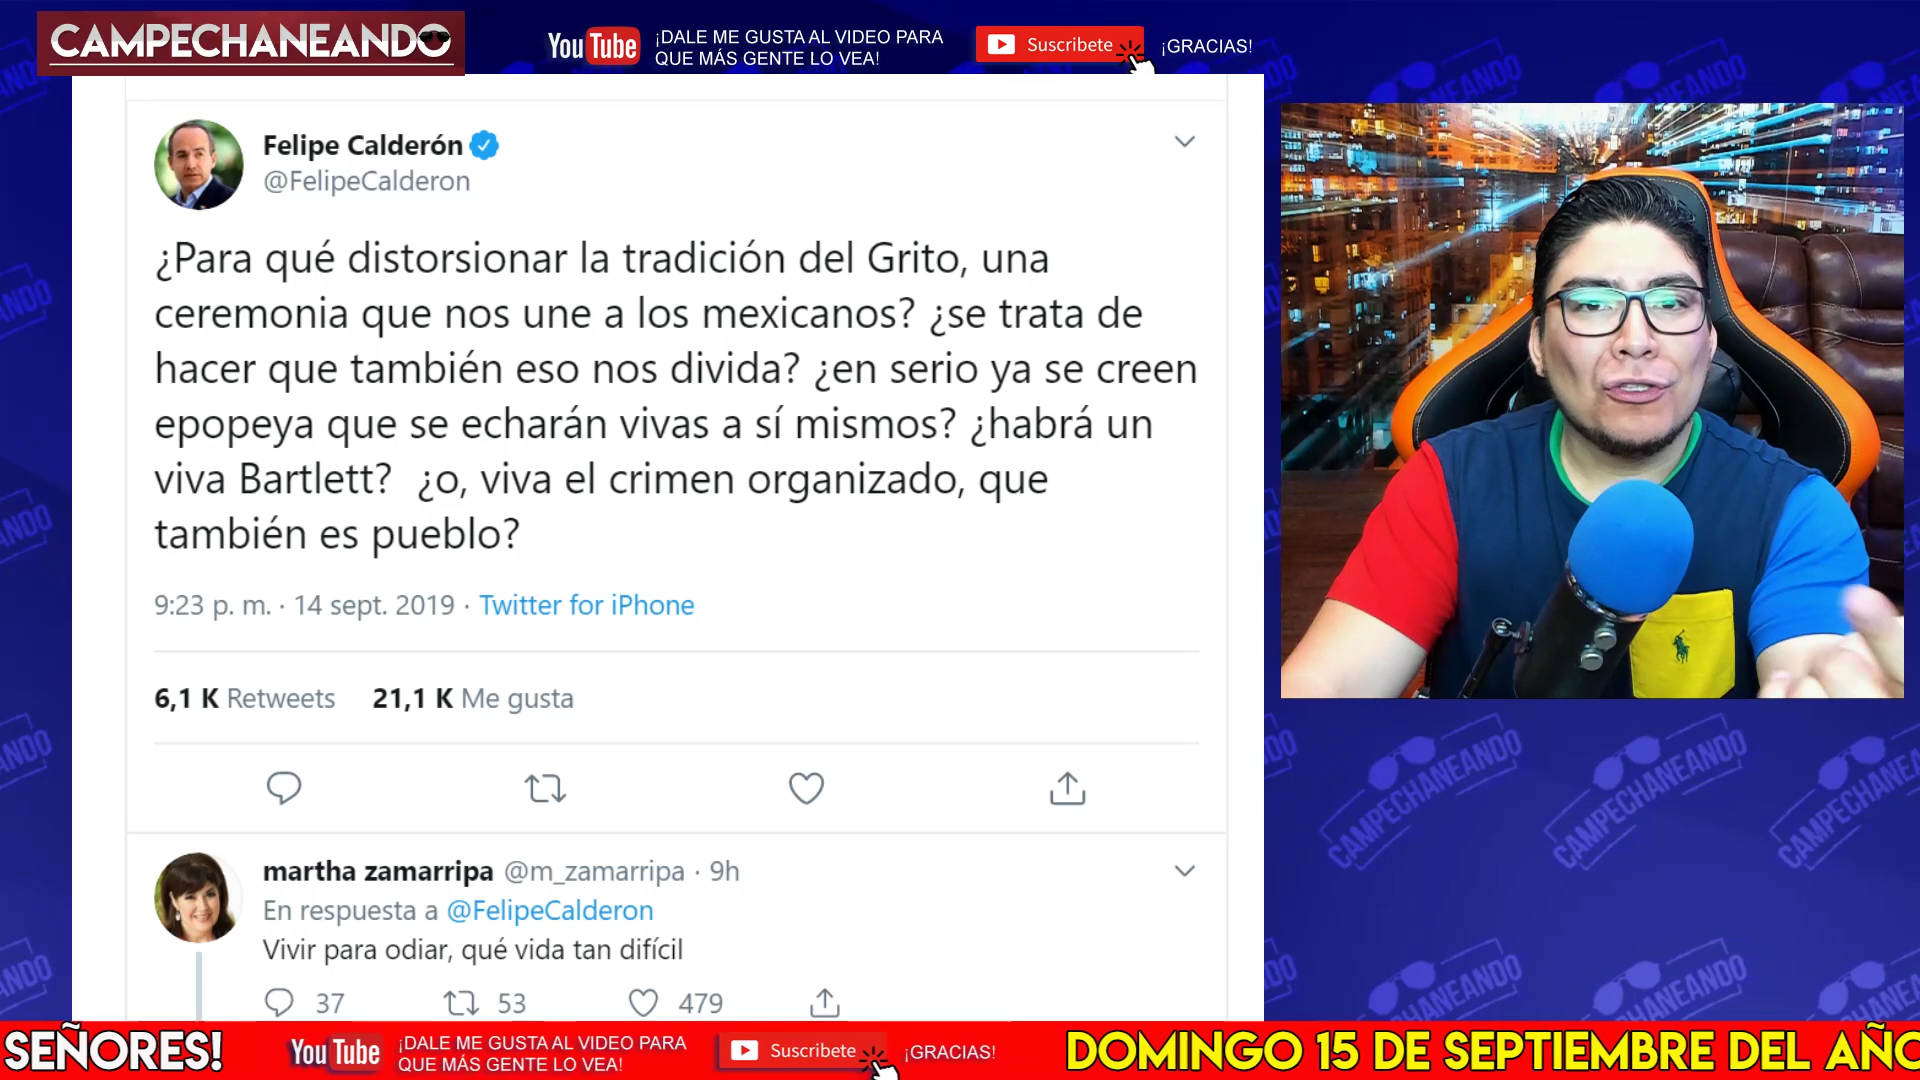 CAMPECHANEANDO
YouTube
¡DALE ME GUSTA AL VIDEO PARA
QUE MÁS GENTE LO VEA!
Suscribete
¡GRACIAS!
Felipe Calderón
@FelipeCalderon
¿Para qué distorsionar la tradición del Grito, una
ceremonia que nos une a los mexicanos? ¿se trata de
hacer que también eso nos divida? ¿en serio ya se creen
epopeya que se echarán vivas a sí mismos? ¿habrá un
viva Bartlett? ¿o, viva el crimen organizado, que
también es pueblo?
9:23 p. m. · 14 sept. 2019 · Twitter for iPhone
6,1 K Retweets 21,1 K Me gusta
martha zamarripa @m_zamarripa · 9h
En respuesta a @FelipeCalderon
Vivir para odiar, qué vida tan difícil
37 53 479
CAMPECHANEANDO
CAMPECHANEANDO
CAMPECHANEANDO
SEÑORES!
YouTube
¡DALE ME GUSTA AL VIDEO PARA
QUE MÁS GENTE LO VEA!
Suscribete
¡GRACIAS!
DOMINGO 15 DE SEPTIEMBRE DEL AÑO